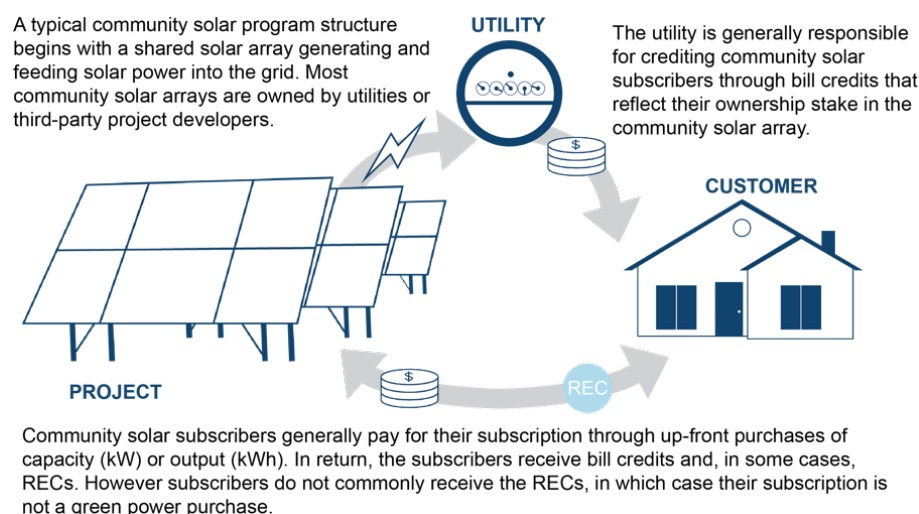 A typical community solar program structure
begins with a shared solar array generating and
feeding solar power into the grid. Most
community solar arrays are owned by utilities or
third-party project developers.
UTILITY
The utility is generally responsible
for crediting community solar
subscribers through bill credits that
reflect their ownership stake in the
community solar array.
$
CUSTOMER
PROJECT
$
REC
Community solar subscribers generally pay for their subscription through up-front purchases of
capacity (kW) or output (kWh). In return, the subscribers receive bill credits and, in some cases,
RECs. However subscribers do not commonly receive the RECs, in which case their subscription is
not a green power purchase.